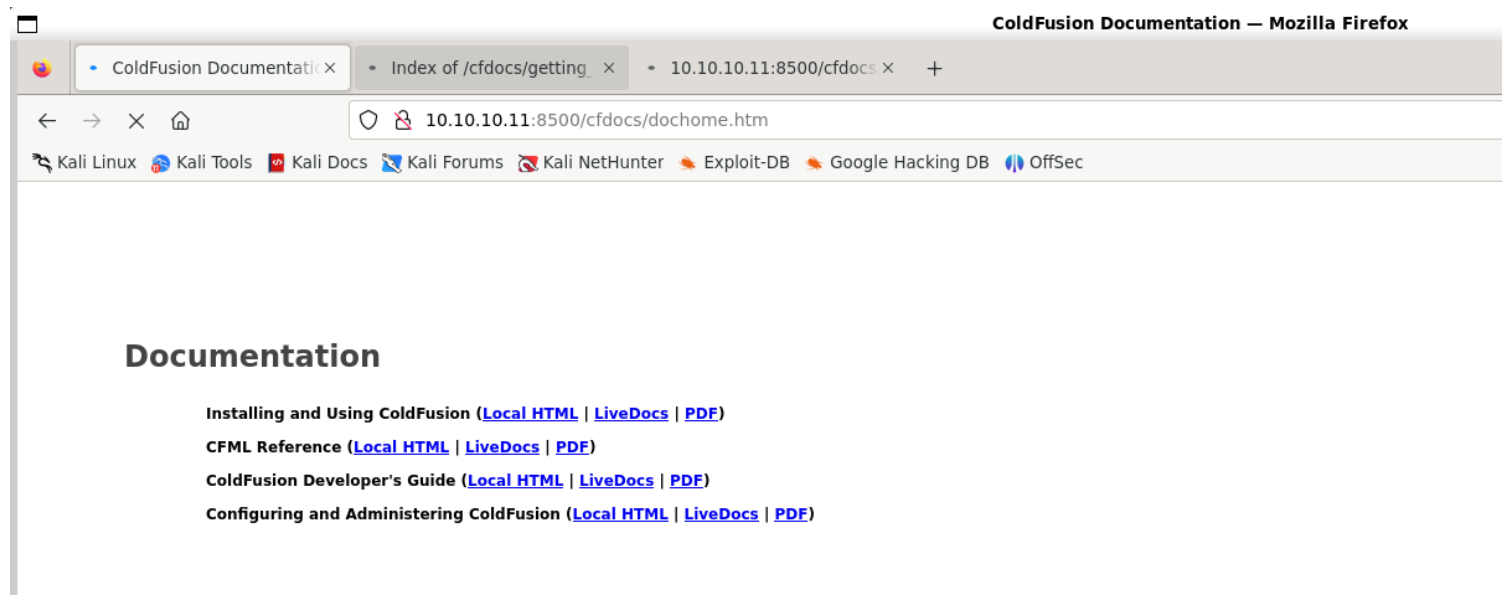 ColdFusion Documentation — Mozilla Firefox
ColdFusion Documentatic
Index of /cfdocs/getting_
10.10.10.11:8500/cfdocs
10.10.10.11:8500/cfdocs/dochome.htm
Kali Linux Kali Tools Kali Docs Kali Forums Kali NetHunter Exploit-DB Google Hacking DB OffSec
Documentation
Installing and Using ColdFusion (Local HTML | LiveDocs | PDF)
CFML Reference (Local HTML | LiveDocs | PDF)
ColdFusion Developer's Guide (Local HTML | LiveDocs | PDF)
Configuring and Administering ColdFusion (Local HTML | LiveDocs | PDF)